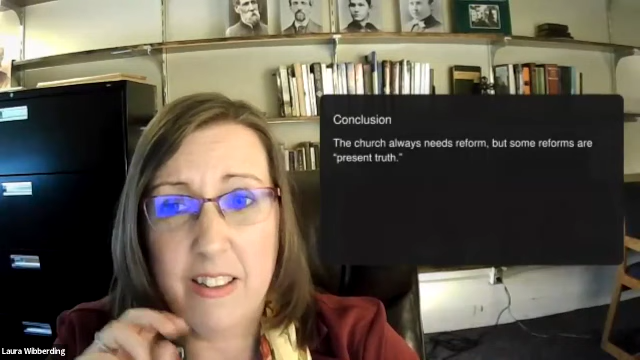 Conclusion
The church always needs reform, but some reforms are
"present truth."
Laura Wibberding